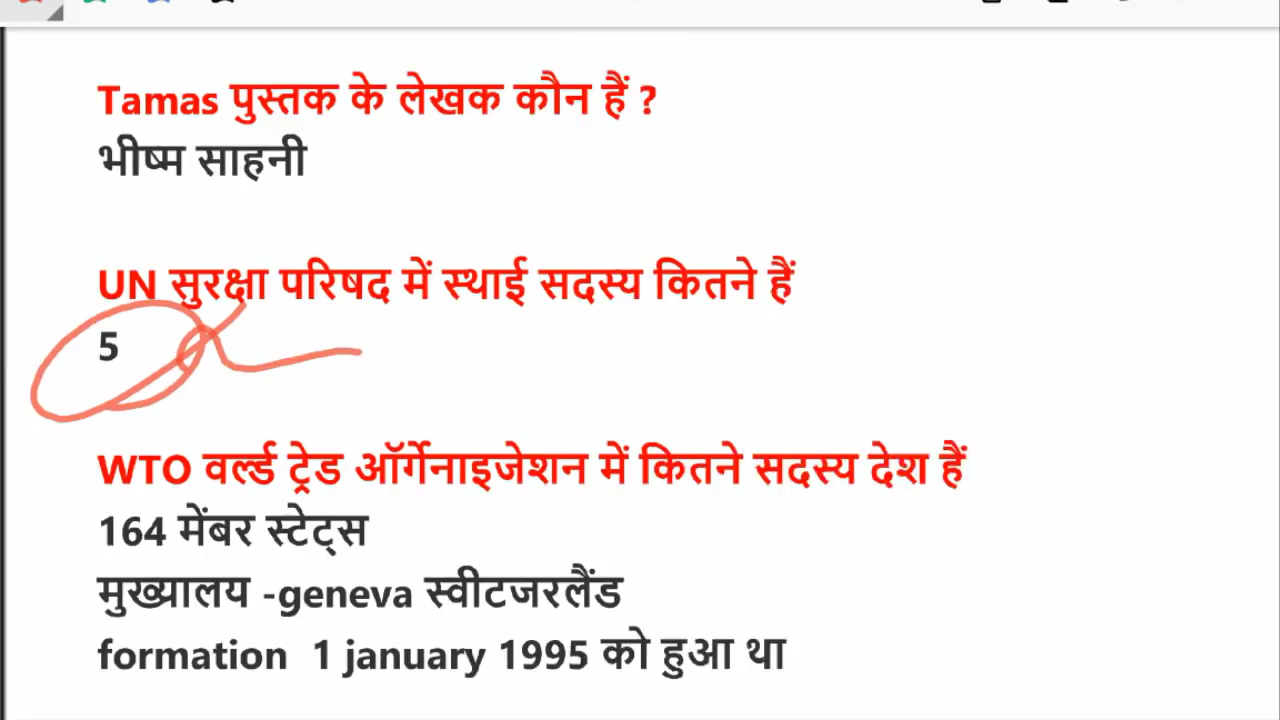 Tamas पुस्तक के लेखक कौन हैं ?
भीष्म साहनी
UN सुरक्षा परिषद में स्थाई सदस्य कितने हैं
5
WTO वर्ल्ड ट्रेड ऑर्गेनाइजेशन में कितने सदस्य देश हैं
164 मेंबर स्टेट्स
मुख्यालय -geneva स्वीटजरलैंड
formation 1 january 1995 को हुआ था